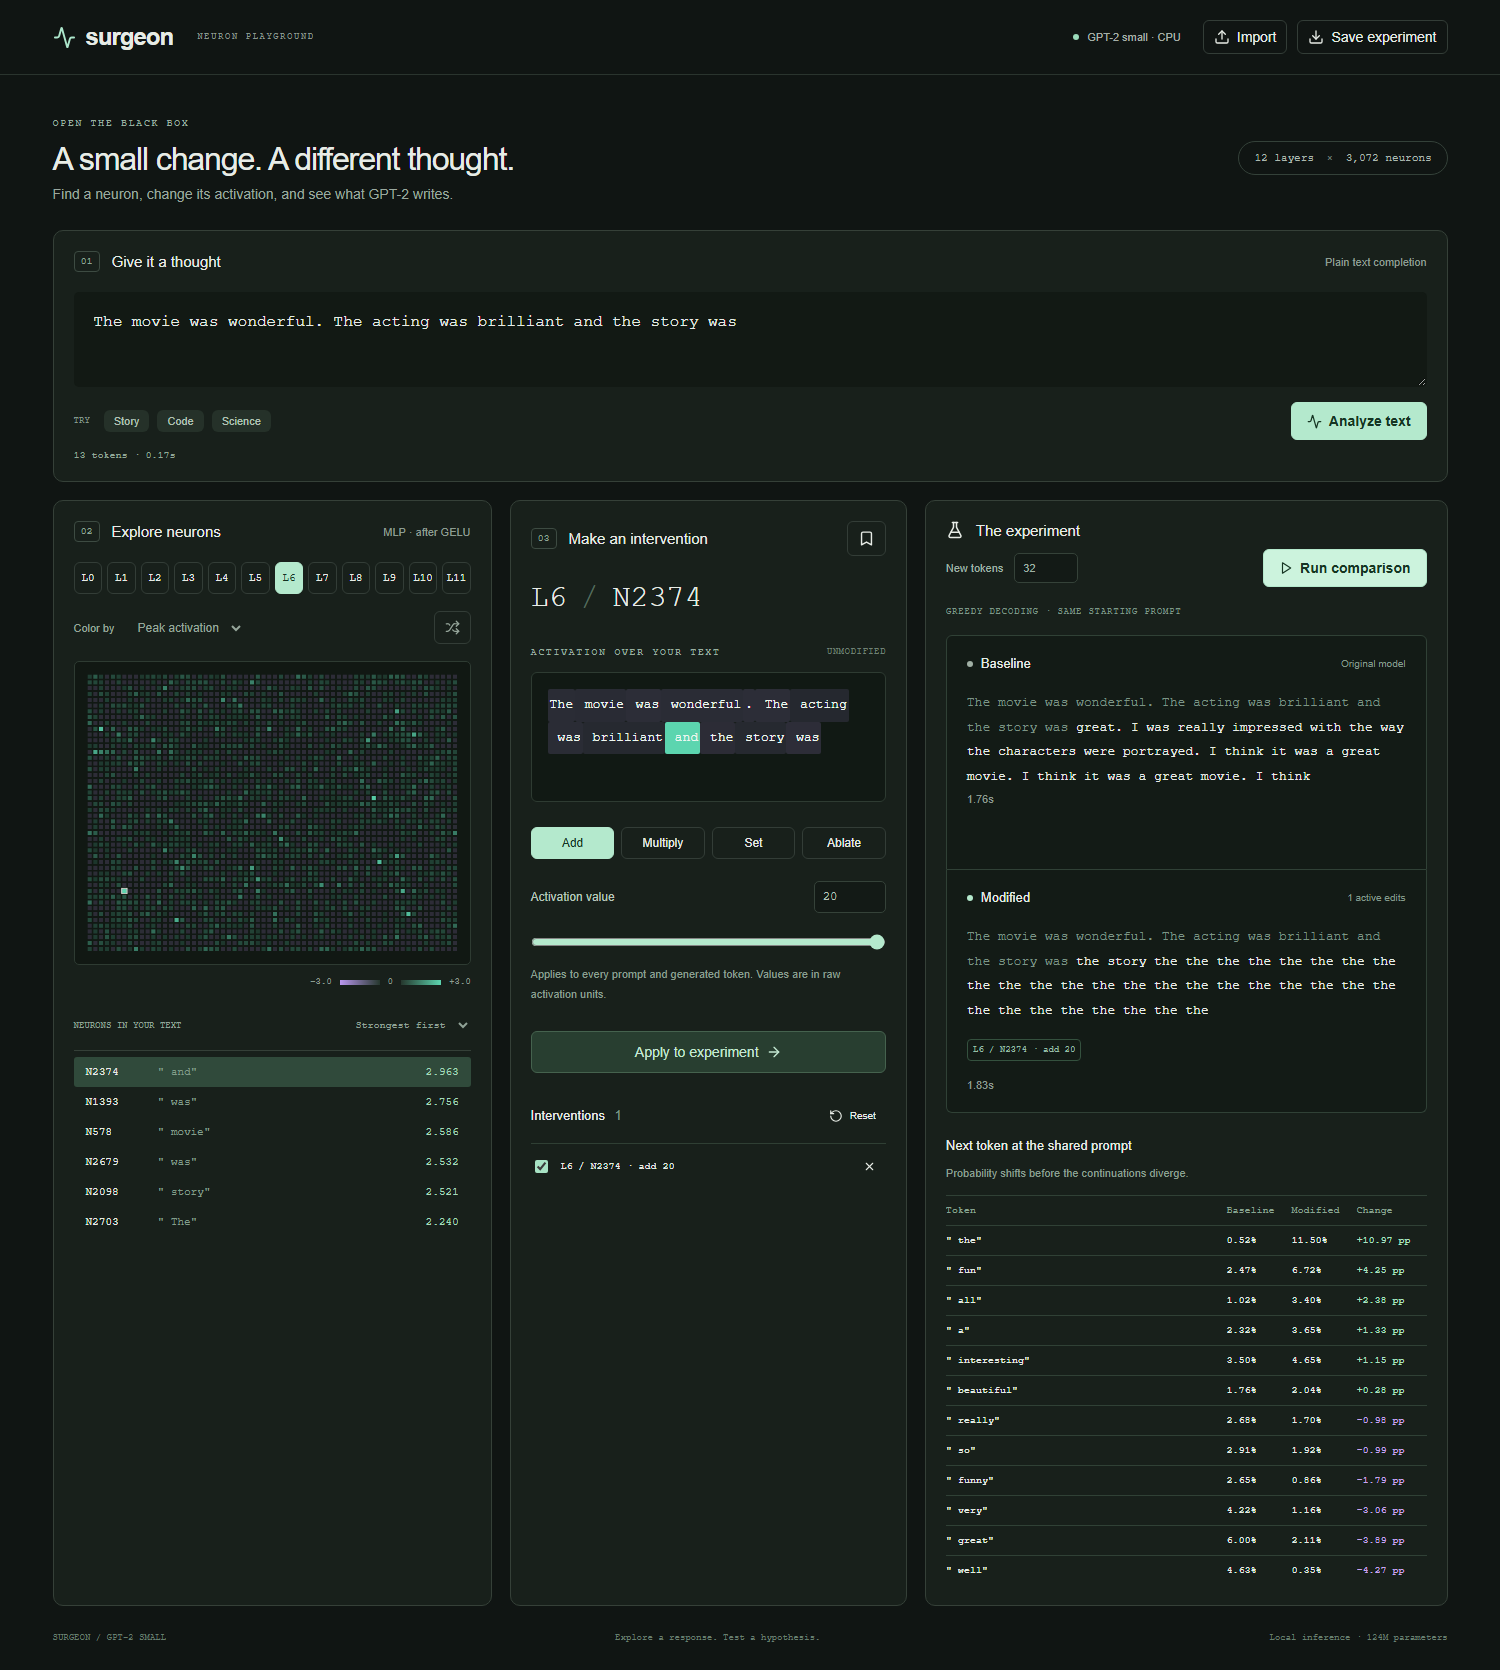 surgeon NEURON PLAYGROUND GPT-2 small · CPU Import Save experiment
OPEN THE BLACK BOX
A small change. A different thought.
12 layers × 3,072 neurons
Find a neuron, change its activation, and see what GPT-2 writes.
01 Give it a thought Plain text completion
The movie was wonderful. The acting was brilliant and the story was
TRY Story Code Science Analyze text
13 tokens · 0.17s
02 Explore neurons MLP · after GELU
L0 L1 L2 L3 L4 L5 L6 L7 L8 L9 L10 L11
Color by Peak activation
−3.0 0 +3.0
NEURONS IN YOUR TEXT Strongest first
N2374 " and" 2.963
N1393 " was" 2.756
N578 " movie" 2.586
N2679 " was" 2.532
N2098 " story" 2.521
N2703 " The" 2.240
03 Make an intervention
L6 / N2374
ACTIVATION OVER YOUR TEXT UNMODIFIED
The movie was wonderful. The acting
was brilliant and the story was
Add Multiply Set Ablate
Activation value 20
Applies to every prompt and generated token. Values are in raw
activation units.
Apply to experiment
Interventions 1 Reset
L6 / N2374 · add 20
The experiment
New tokens 32 Run comparison
GREEDY DECODING · SAME STARTING PROMPT
Baseline Original model
The movie was wonderful. The acting was brilliant and
the story was great. I was really impressed with the way
the characters were portrayed. I think it was a great
movie. I think it was a great movie. I think
1.76s
Modified 1 active edits
The movie was wonderful. The acting was brilliant and
the story was the story the the the the the the the the
the the the the the the the the the the the the the the
the the the the the the the the
L6 / N2374 · add 20
1.83s
Next token at the shared prompt
Probability shifts before the continuations diverge.
Token Baseline Modified Change
" the" 0.52% 11.50% +10.97 pp
" fun" 2.47% 6.72% +4.25 pp
" all" 1.02% 3.40% +2.38 pp
" a" 2.32% 3.65% +1.33 pp
" interesting" 3.50% 4.65% +1.15 pp
" beautiful" 1.76% 2.04% +0.28 pp
" really" 2.68% 1.70% −0.98 pp
" so" 2.91% 1.92% −0.99 pp
" funny" 2.65% 0.86% −1.79 pp
" very" 4.22% 1.16% −3.06 pp
" great" 6.00% 2.11% −3.89 pp
" well" 4.63% 0.35% −4.27 pp
SURGEON / GPT-2 SMALL Explore a response. Test a hypothesis. Local inference · 124M parameters